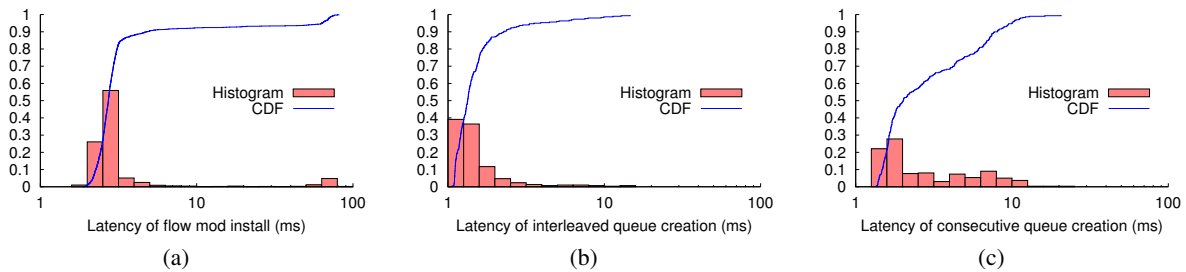 1
0.9
0.8
0.7
0.6
0.5
0.4
0.3
0.2
0.1
0
1 10 100
Histogram
CDF
Latency of flow mod install (ms)
(a)
1
0.9
0.8
0.7
0.6
0.5
0.4
0.3
0.2
0.1
0
1 10 100
Histogram
CDF
Latency of interleaved queue creation (ms)
(b)
1
0.9
0.8
0.7
0.6
0.5
0.4
0.3
0.2
0.1
0
1 10 100
Histogram
CDF
Latency of consecutive queue creation (ms)
(c)